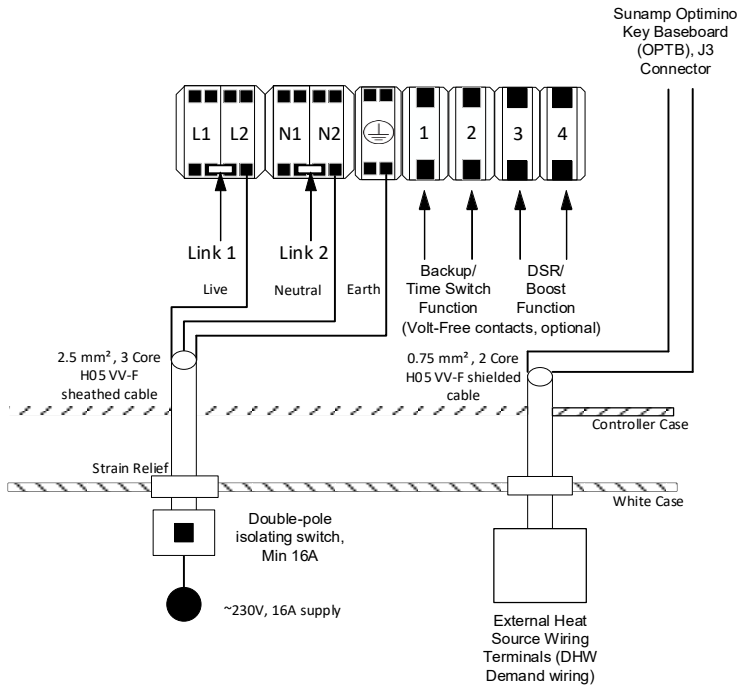 Sunamp Optimino
Key Baseboard
(OPTB), J3
Connector
L1 L2 N1 N2 1 2 3 4
Link 1 Link 2
Live Neutral Earth
Backup/
Time Switch
Function
DSR/
Boost
Function
(Volt-Free contacts, optional)
2.5 mm², 3 Core
H05 VV-F
sheathed cable
0.75 mm², 2 Core
H05 VV-F shielded
cable
Controller Case
Strain Relief
White Case
Double-pole
isolating switch,
Min 16A
~230V, 16A supply
External Heat
Source Wiring
Terminals (DHW
Demand wiring)